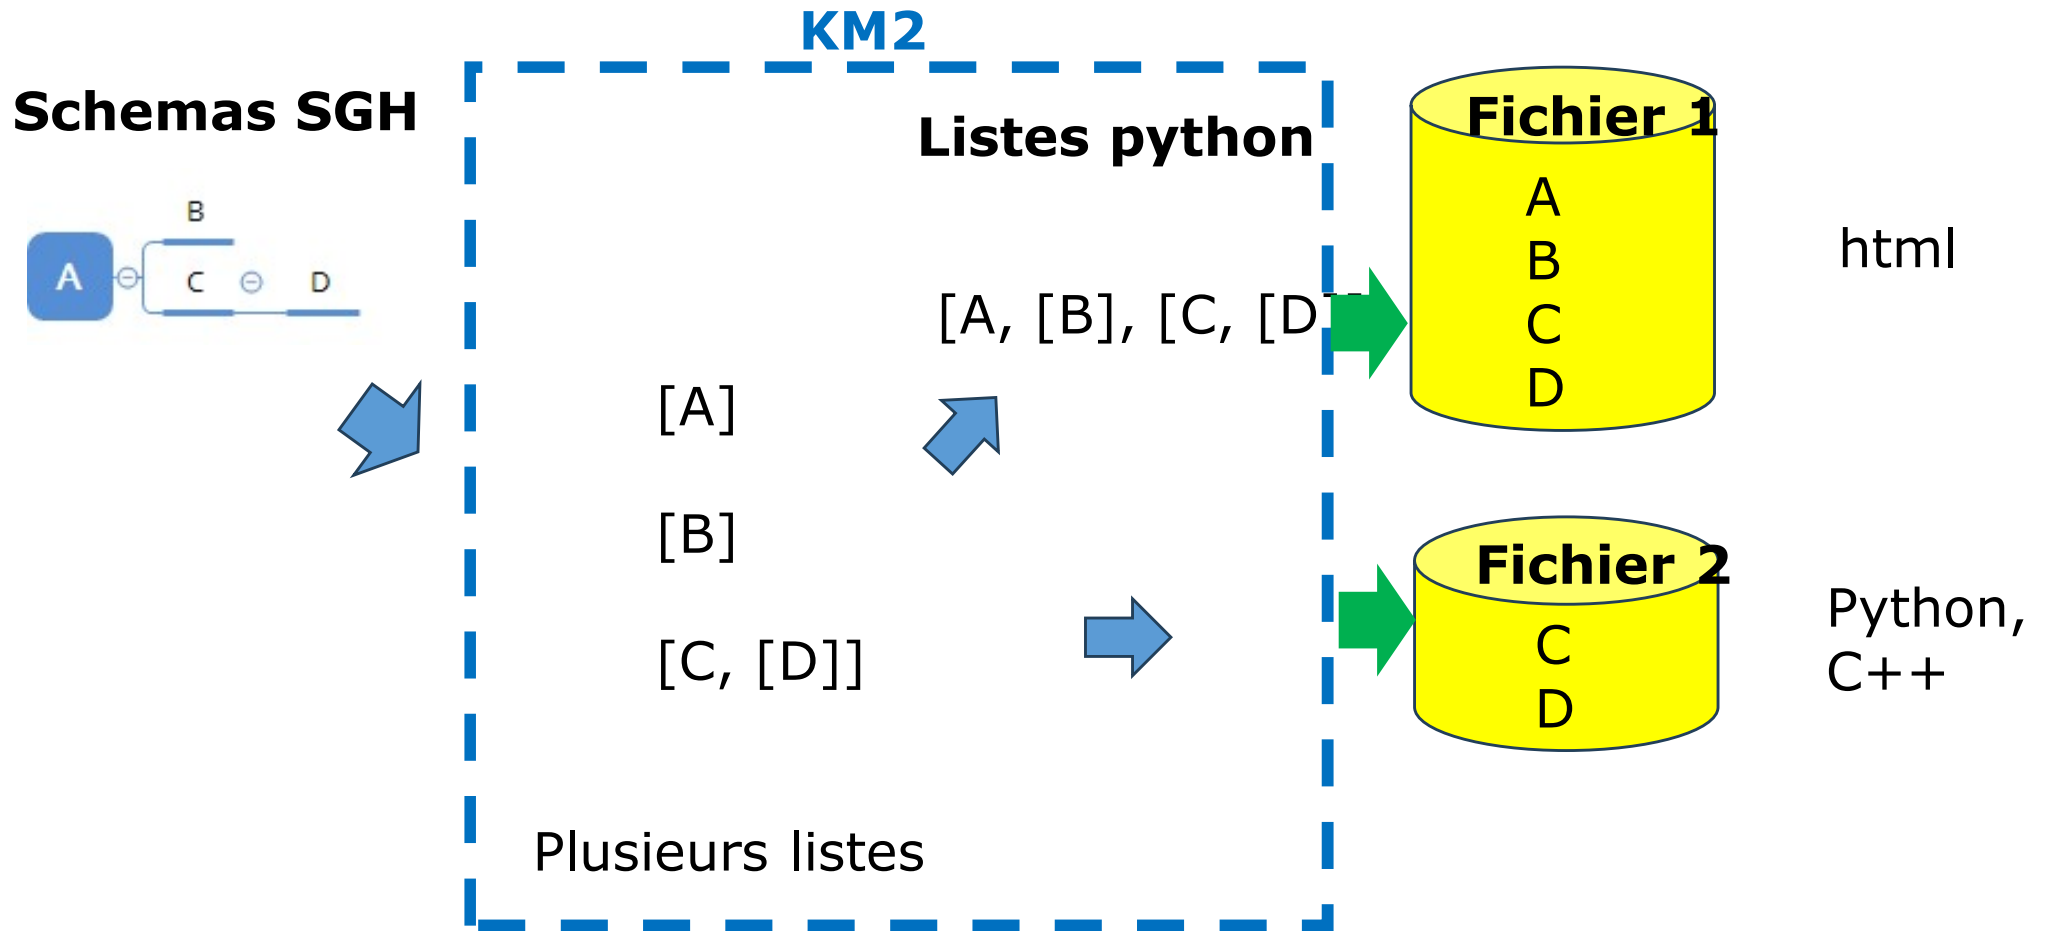 KM2
Schemas SGH
Listes python
A
B
C
D
[A]
[B]
[C, [D]]
[A, [B], [C, [D]]
Plusieurs listes
Fichier 1
A
B
C
D
html
Fichier 2
C
D
Python,
C++